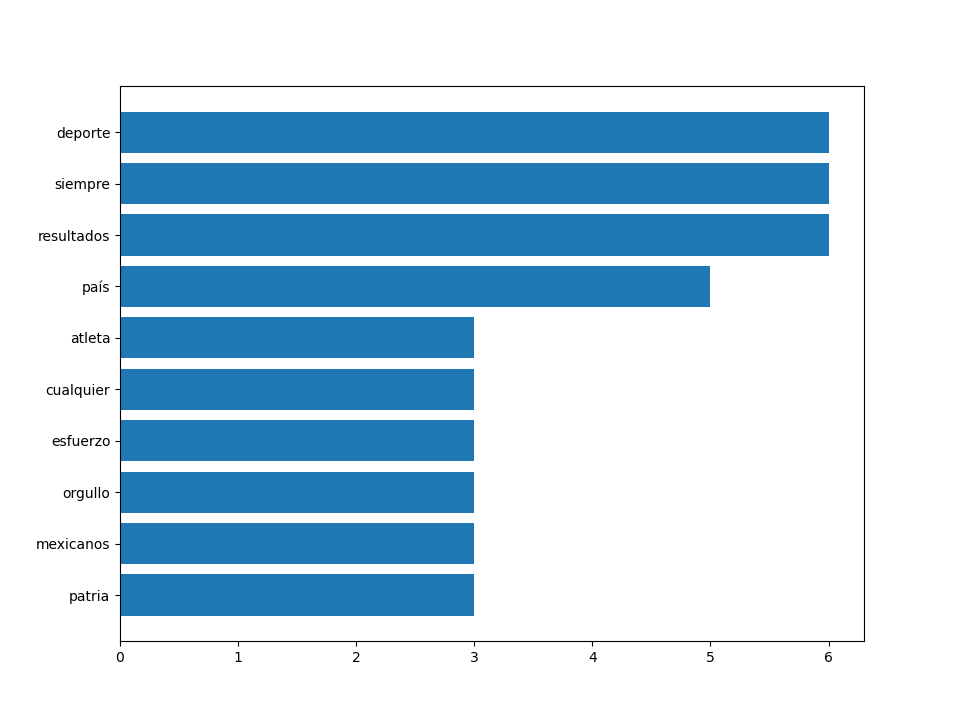 deporte
siempre
resultados
país
atleta
cualquier
esfuerzo
orgullo
mexicanos
patria
0 1 2 3 4 5 6